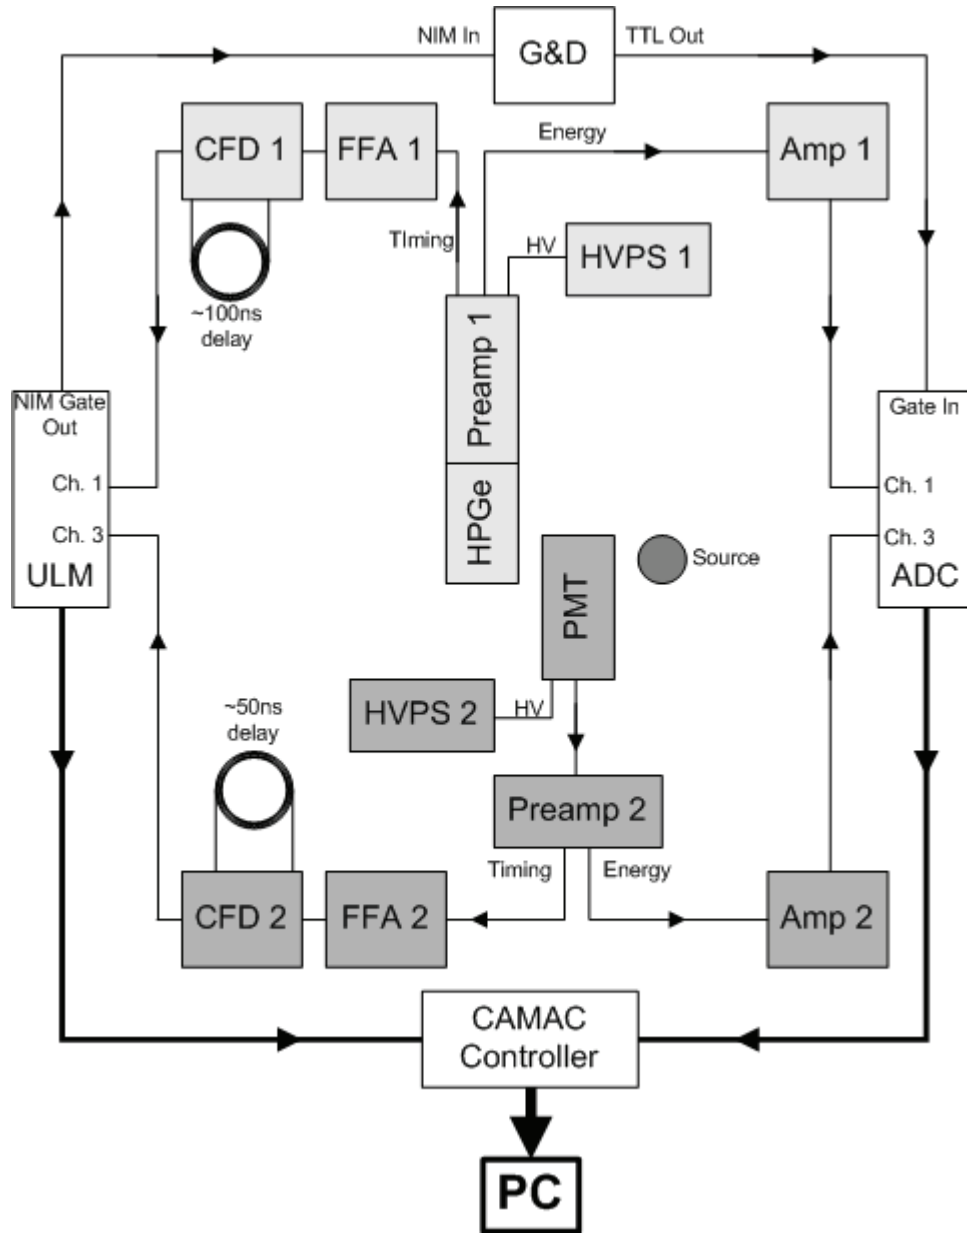 NIM In
G&D
TTL Out
CFD 1
FFA 1
Energy
Amp 1
TIming
HV
HVPS 1
~100ns
delay
Preamp 1
HPGe
NIM Gate
Out
Ch. 1
Ch. 3
ULM
Gate In
Ch. 1
Ch. 3
ADC
Source
PMT
HVPS 2
HV
~50ns
delay
Preamp 2
Timing
Energy
CFD 2
FFA 2
Amp 2
CAMAC
Controller
PC